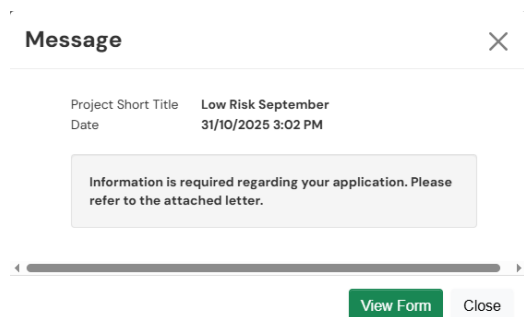 Message
Project Short Title Low Risk September
Date 31/10/2025 3:02 PM
Information is required regarding your application. Please
refer to the attached letter.
View Form Close